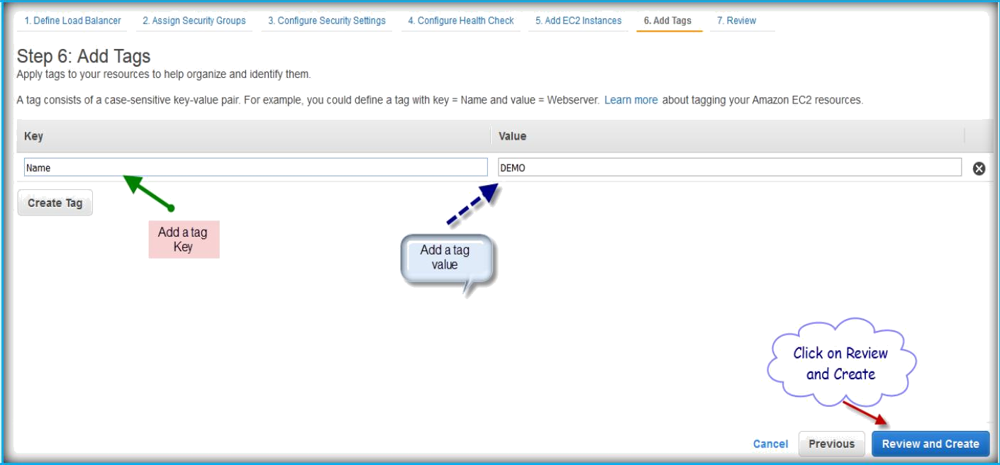 1. Define Load Balancer 2. Assign Security Groups 3. Configure Security Settings 4. Configure Health Check 5. Add EC2 Instances 6. Add Tags 7. Review
Step 6: Add Tags
Apply tags to your resources to help organize and identify them.
A tag consists of a case-sensitive key-value pair. For example, you could define a tag with key = Name and value = Webserver. Learn more about tagging your Amazon EC2 resources.
Key Value
Name DEMO
Create Tag
Add a tag
Key
Add a tag
value
Click on Review
and Create
Cancel Previous Review and Create